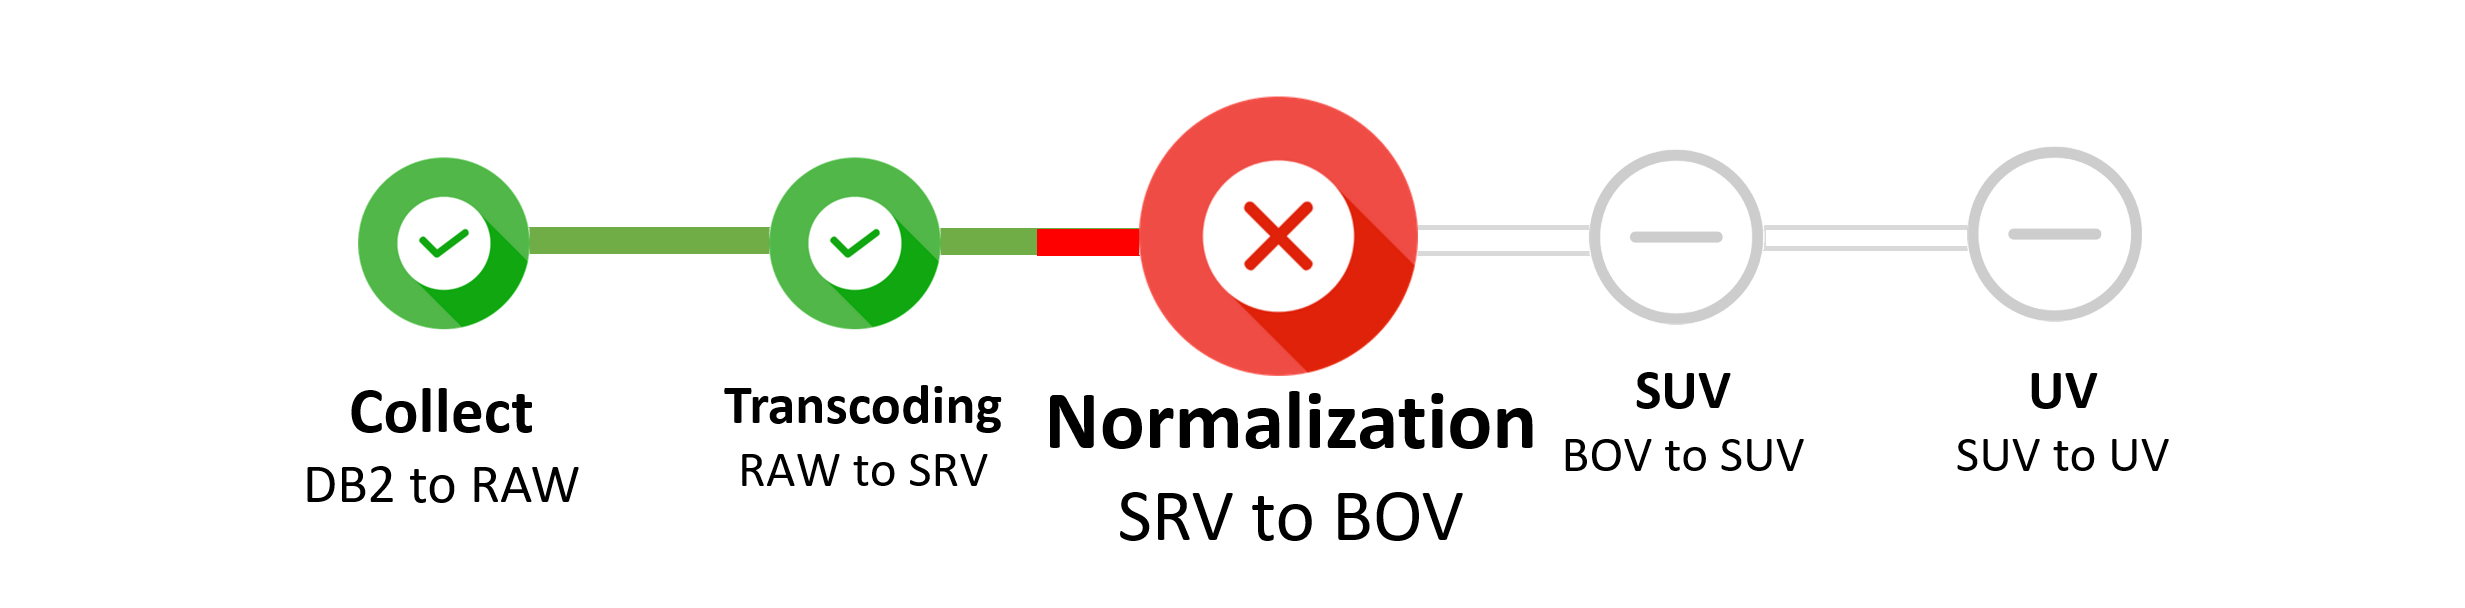 Collect
DB2 to RAW
Transcoding
RAW to SRV
Normalization
SRV to BOV
SUV
BOV to SUV
UV
SUV to UV